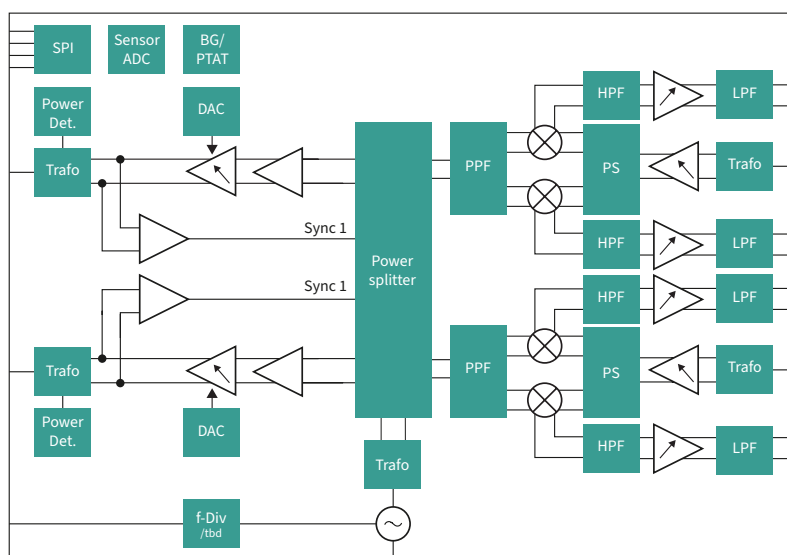 SPI
Sensor
ADC
BG/
PTAT
Power
Det.
DAC
HPF
LPF
Trafo
PPF
PS
Trafo
Sync 1
HPF
LPF
Power
splitter
Sync 1
HPF
LPF
Trafo
PPF
PS
Trafo
Power
Det.
DAC
HPF
LPF
Trafo
f-Div
/tbd